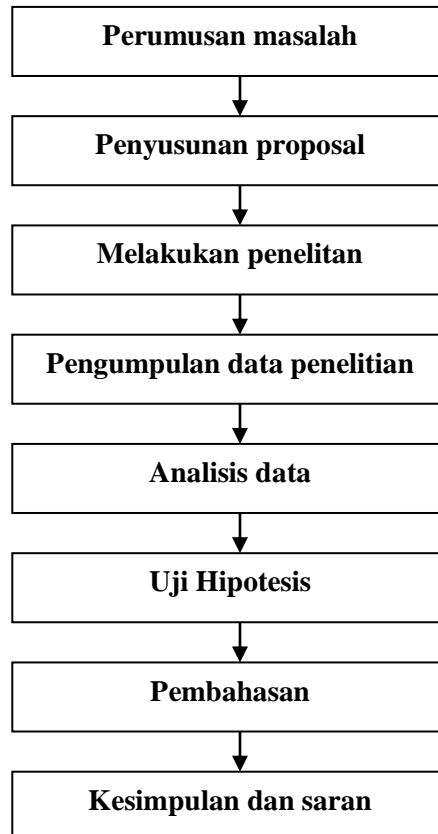 Perumusan masalah
Penyusunan proposal
Melakukan penelitan
Pengumpulan data penelitian
Analisis data
Uji Hipotesis
Pembahasan
Kesimpulan dan saran